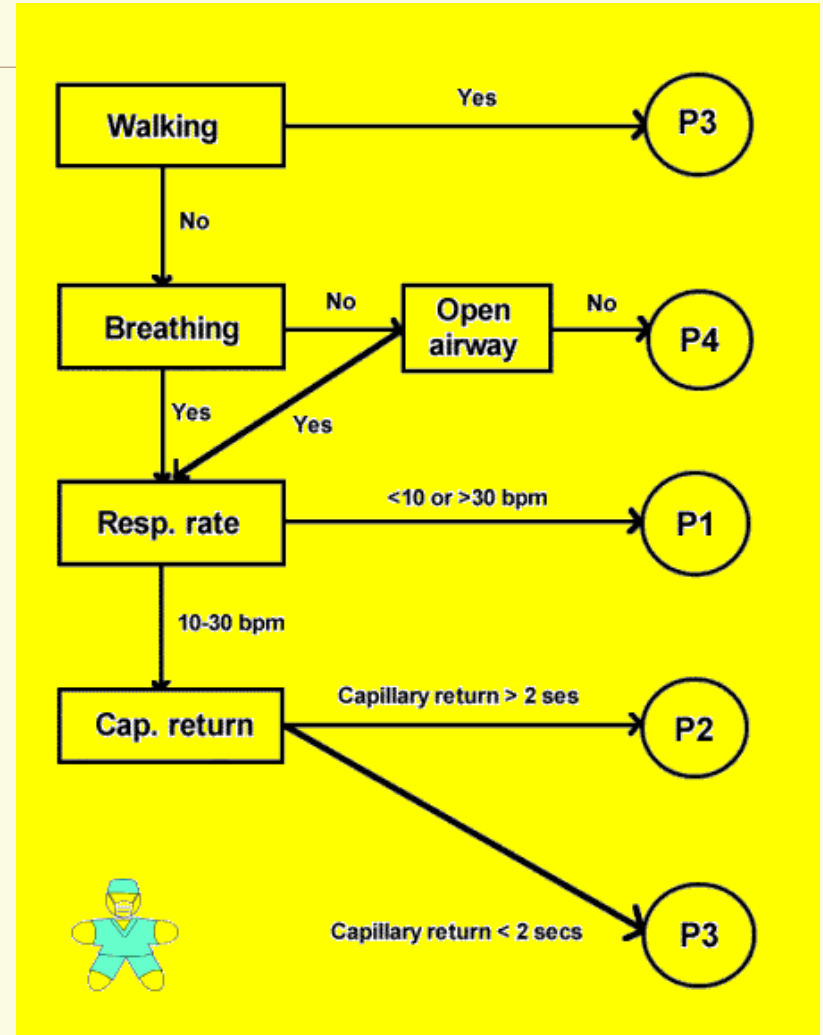 Walking
Yes
P3
No
Breathing
No
Open
airway
No
P4
Yes
Yes
Resp. rate
<10 or >30 bpm
P1
10-30 bpm
Cap. return
Capillary return > 2 ses
P2
Capillary return < 2 secs
P3